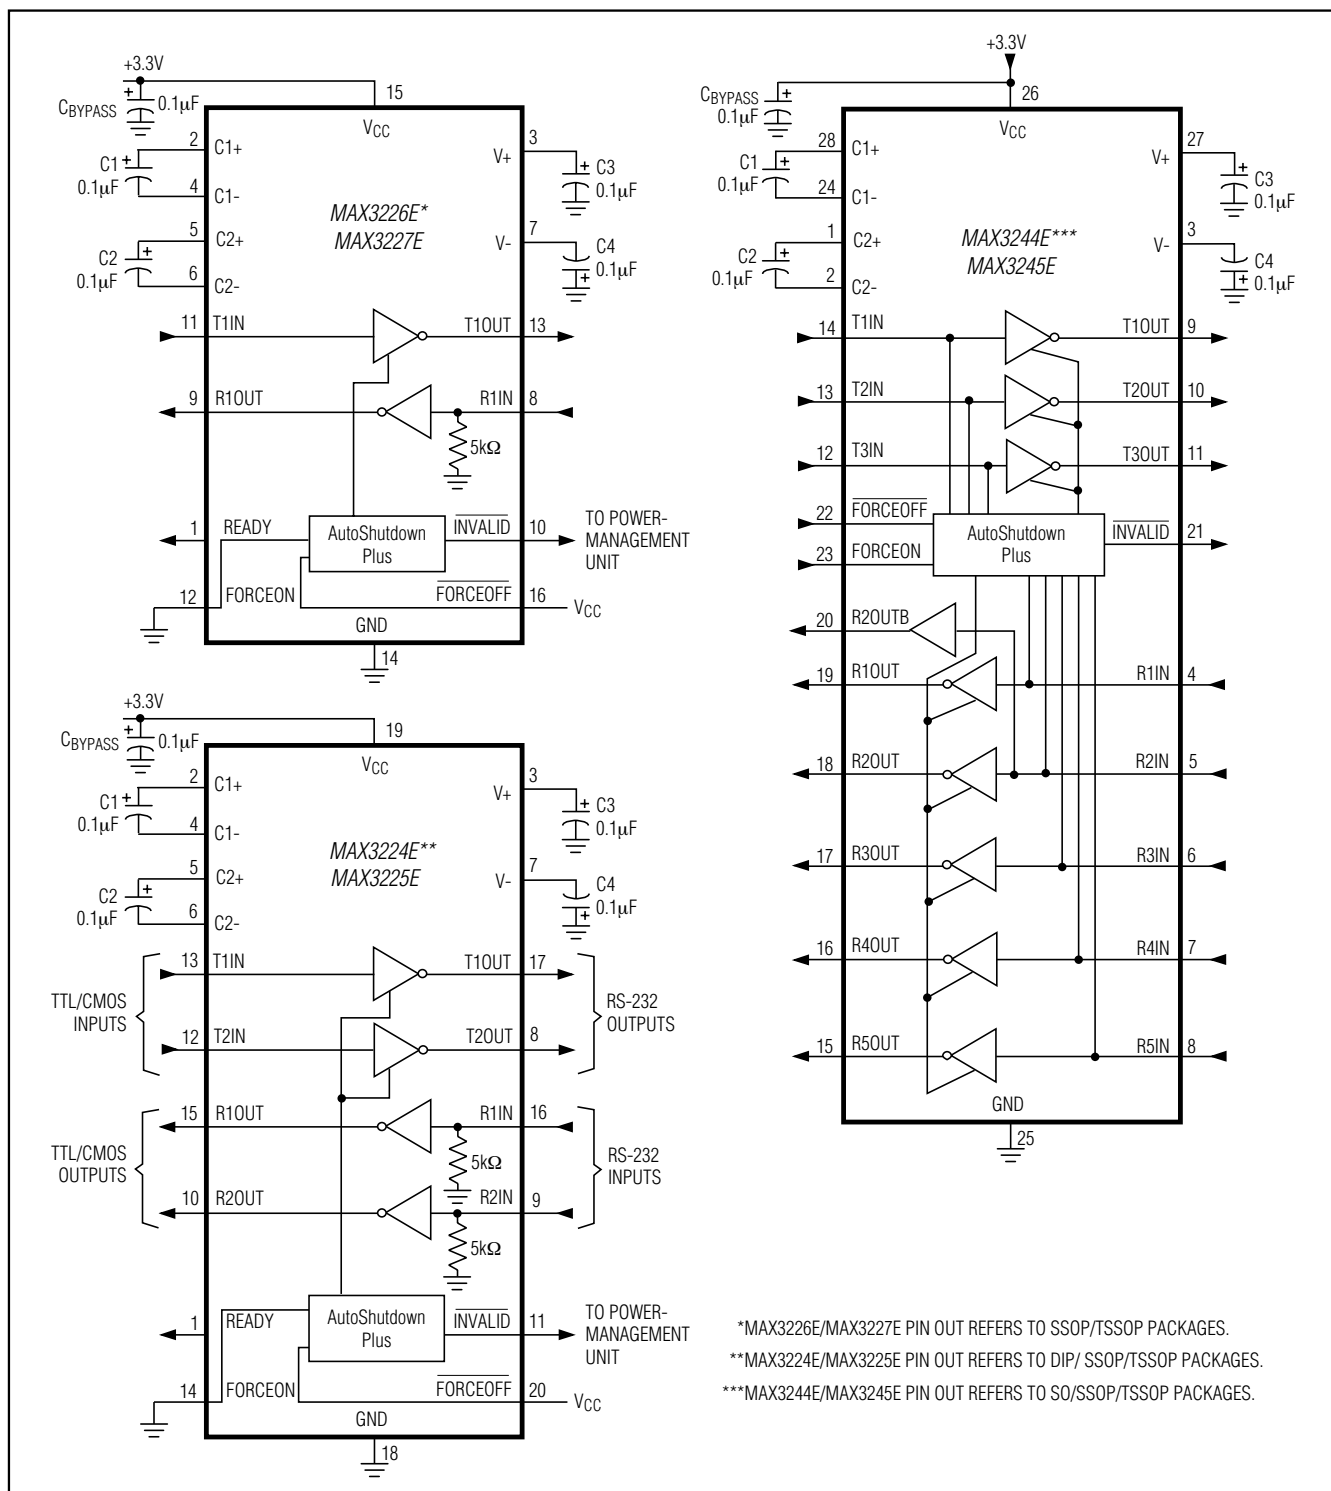 +3.3V
CBYPASS
0.1µF
15
VCC
2
C1+
C1
0.1µF
4
C1-
3
V+
C3
0.1µF
MAX3226E*
MAX3227E
5
C2+
C2
0.1µF
6
C2-
7
V-
C4
0.1µF
11
T1IN
T1OUT
13
9
R1OUT
R1IN
8
5kΩ
1
READY
AutoShutdown
Plus
INVALID
10
TO POWER-
MANAGEMENT
UNIT
12
FORCEON
FORCEOFF
16
VCC
GND
14
+3.3V
CBYPASS
0.1µF
19
VCC
2
C1+
C1
0.1µF
4
C1-
3
V+
C3
0.1µF
MAX3224E**
MAX3225E
5
C2+
C2
0.1µF
6
C2-
7
V-
C4
0.1µF
TTL/CMOS
INPUTS
13
T1IN
T1OUT
17
12
T2IN
T2OUT
8
RS-232
OUTPUTS
TTL/CMOS
OUTPUTS
15
R1OUT
R1IN
16
5kΩ
10
R2OUT
R2IN
9
5kΩ
RS-232
INPUTS
1
READY
AutoShutdown
Plus
INVALID
11
TO POWER-
MANAGEMENT
UNIT
14
FORCEON
FORCEOFF
20
VCC
GND
18
+3.3V
CBYPASS
0.1µF
26
VCC
28
C1+
C1
0.1µF
24
C1-
27
V+
C3
0.1µF
MAX3244E***
MAX3245E
1
C2+
C2
0.1µF
2
C2-
3
V-
C4
0.1µF
14
T1IN
T1OUT
9
13
T2IN
T2OUT
10
12
T3IN
T3OUT
11
22
FORCEOFF
23
FORCEON
AutoShutdown
Plus
INVALID
21
20
R2OUTB
19
R1OUT
R1IN
4
18
R2OUT
R2IN
5
17
R3OUT
R3IN
6
16
R4OUT
R4IN
7
15
R5OUT
R5IN
8
GND
25
*MAX3226E/MAX3227E PIN OUT REFERS TO SSOP/TSSOP PACKAGES.
**MAX3224E/MAX3225E PIN OUT REFERS TO DIP/ SSOP/TSSOP PACKAGES.
***MAX3244E/MAX3245E PIN OUT REFERS TO SO/SSOP/TSSOP PACKAGES.